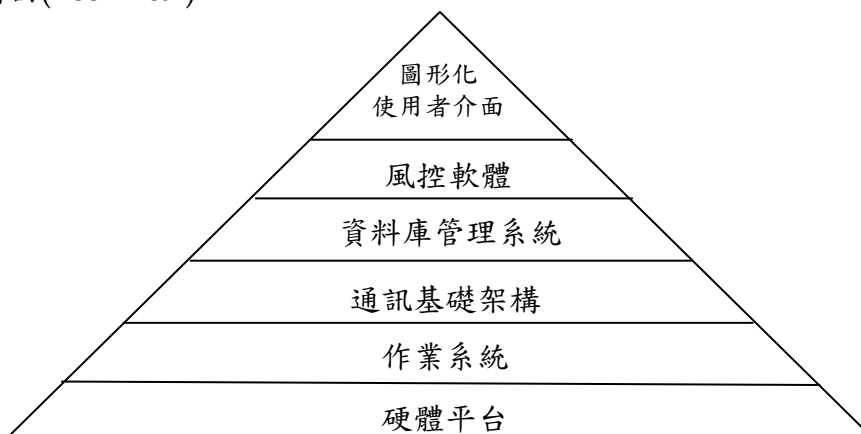 圖形化
使用者介面
風控軟體
資料庫管理系統
通訊基礎架構
作業系統
硬體平台